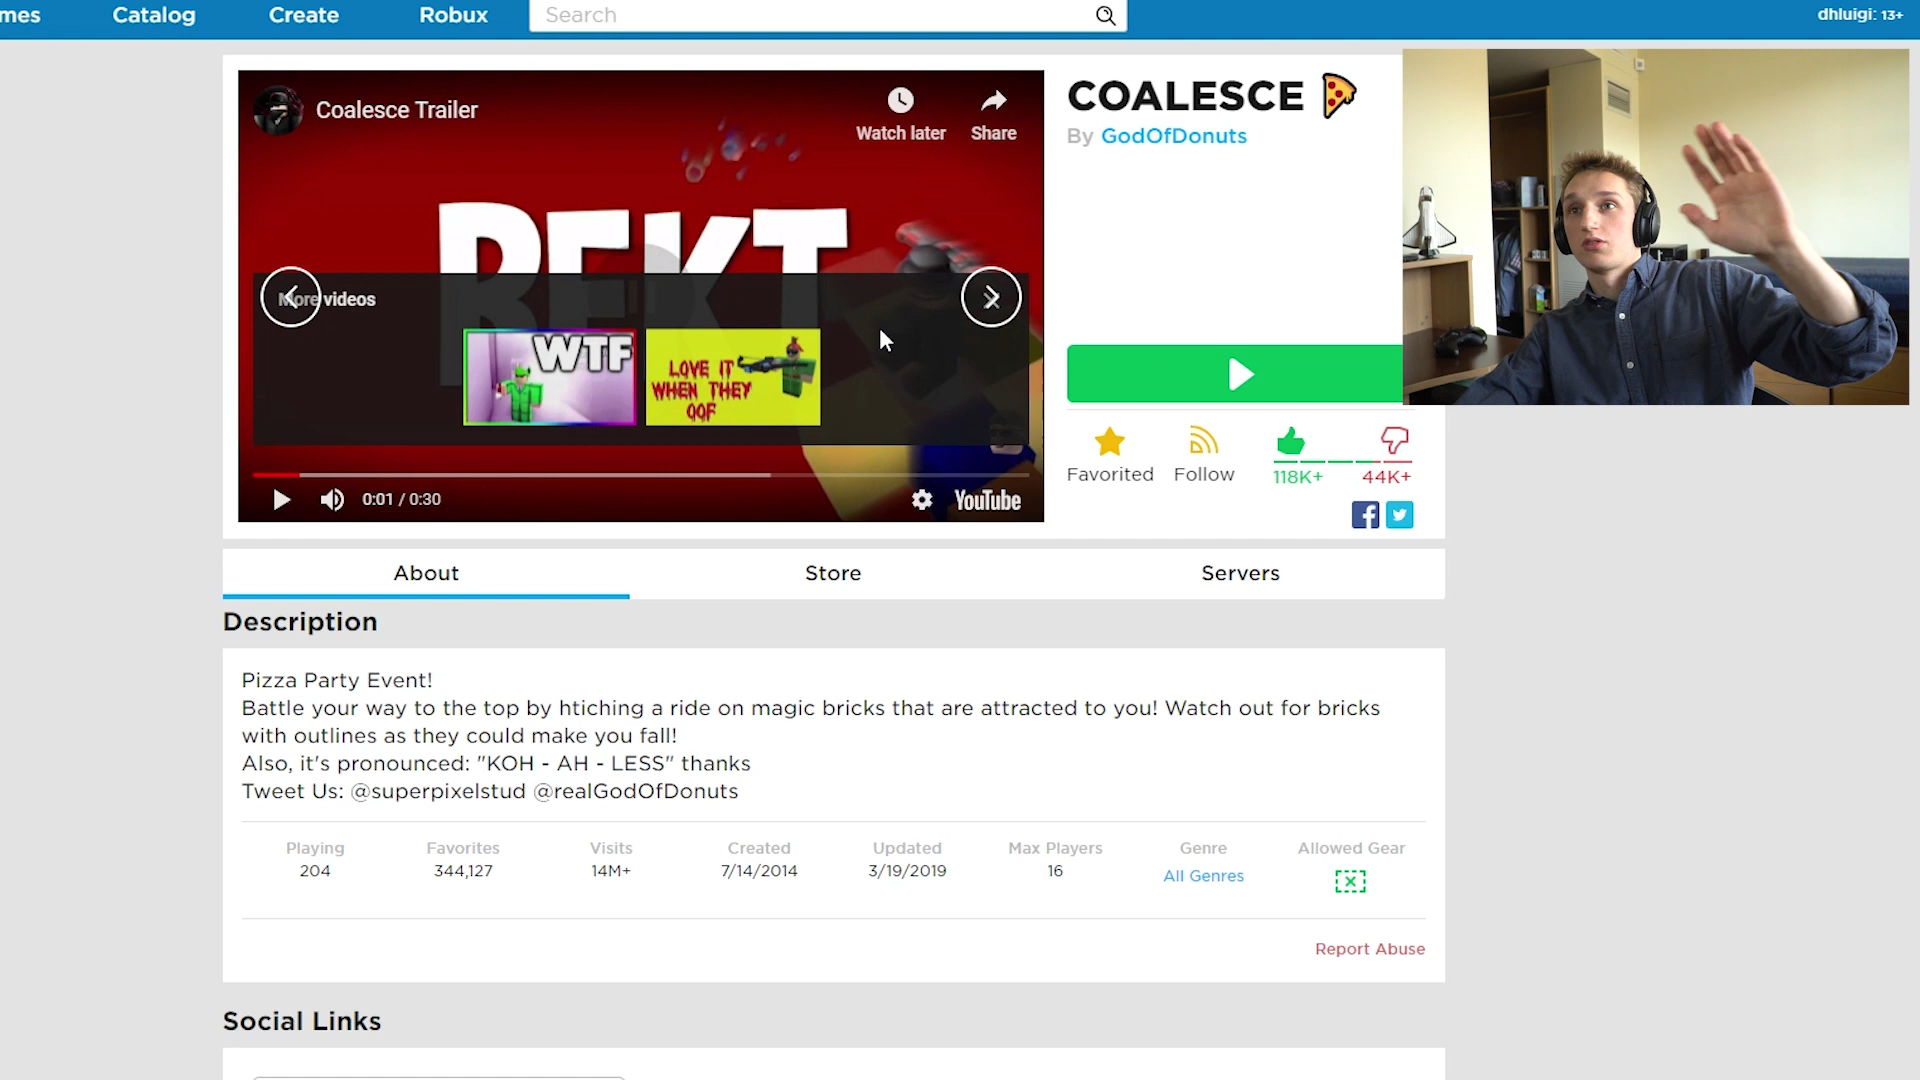 mes
Catalog
Create
Robux
Search
dhluigi: 13+
Coalesce Trailer
Watch later
Share
REKT
More videos
WTF
LOVE IT
WHEN THEY
OOF
0:01 / 0:30
YouTube
COALESCE
By GodOfDonuts
Favorited
Follow
118K+
44K+
About
Store
Servers
Description
Pizza Party Event!
Battle your way to the top by htiching a ride on magic bricks that are attracted to you! Watch out for bricks
with outlines as they could make you fall!
Also, it's pronounced: "KOH - AH - LESS" thanks
Tweet Us: @superpixelstud @realGodOfDonuts
Playing
204
Favorites
344,127
Visits
14M+
Created
7/14/2014
Updated
3/19/2019
Max Players
16
Genre
All Genres
Allowed Gear
Report Abuse
Social Links